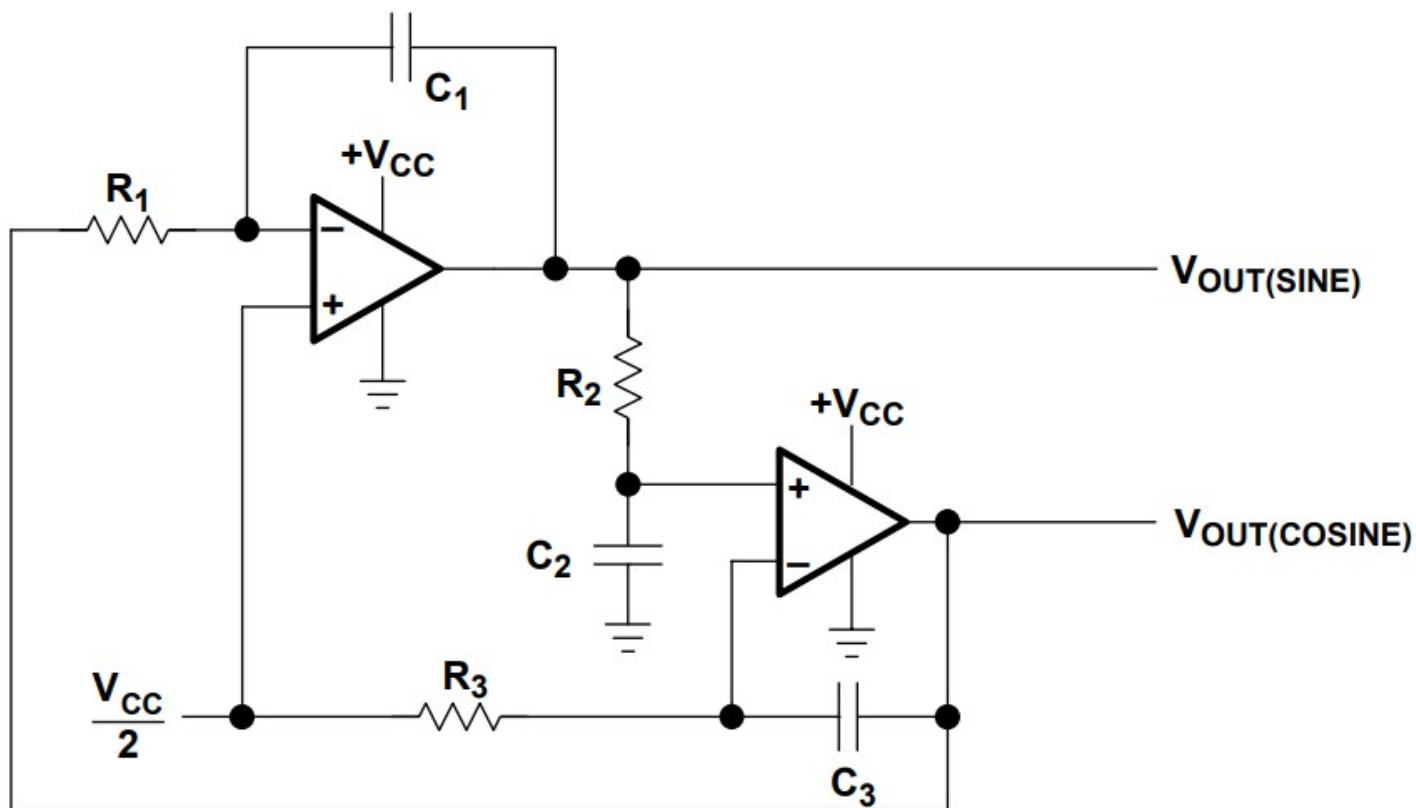 C1
+VCC
R1
−
+
VOUT(SINE)
R2
+VCC
+
VOUT(COSINE)
−
C2
R3
VCC
2
C3